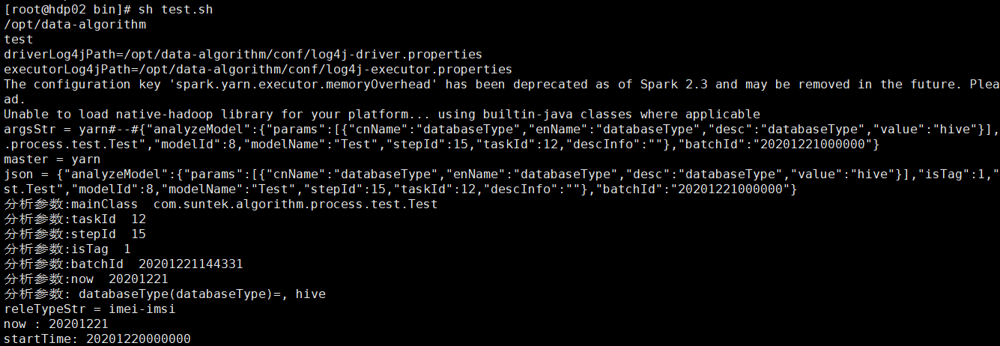 [root@hdp02 bin]# sh test.sh
/opt/data-algorithm
test
driverLog4jPath=/opt/data-algorithm/conf/log4j-driver.properties
executorLog4jPath=/opt/data-algorithm/conf/log4j-executor.properties
The configuration key 'spark.yarn.executor.memoryOverhead' has been deprecated as of Spark 2.3 and may be removed in the future. Plea
ad.
Unable to load native-hadoop library for your platform... using builtin-java classes where applicable
argsStr = yarn#--#{"analyzeModel":{"params":[{"cnName":"databaseType","enName":"databaseType","desc":"databaseType","value":"hive"}],
.process.test.Test","modelId":8,"modelName":"Test","stepId":15,"taskId":12,"descInfo":""},"batchId":"20201221000000"}
master = yarn
json = {"analyzeModel":{"params":[{"cnName":"databaseType","enName":"databaseType","desc":"databaseType","value":"hive"}],"isTag":1,"
st.Test","modelId":8,"modelName":"Test","stepId":15,"taskId":12,"descInfo":""},"batchId":"20201221000000"}
分析参数:mainClass  com.suntek.algorithm.process.test.Test
分析参数:taskId  12
分析参数:stepId  15
分析参数:isTag  1
分析参数:batchId  20201221144331
分析参数:now  20201221
分析参数: databaseType(databaseType)=, hive
releTypeStr = imei-imsi
now : 20201221
startTime: 20201220000000